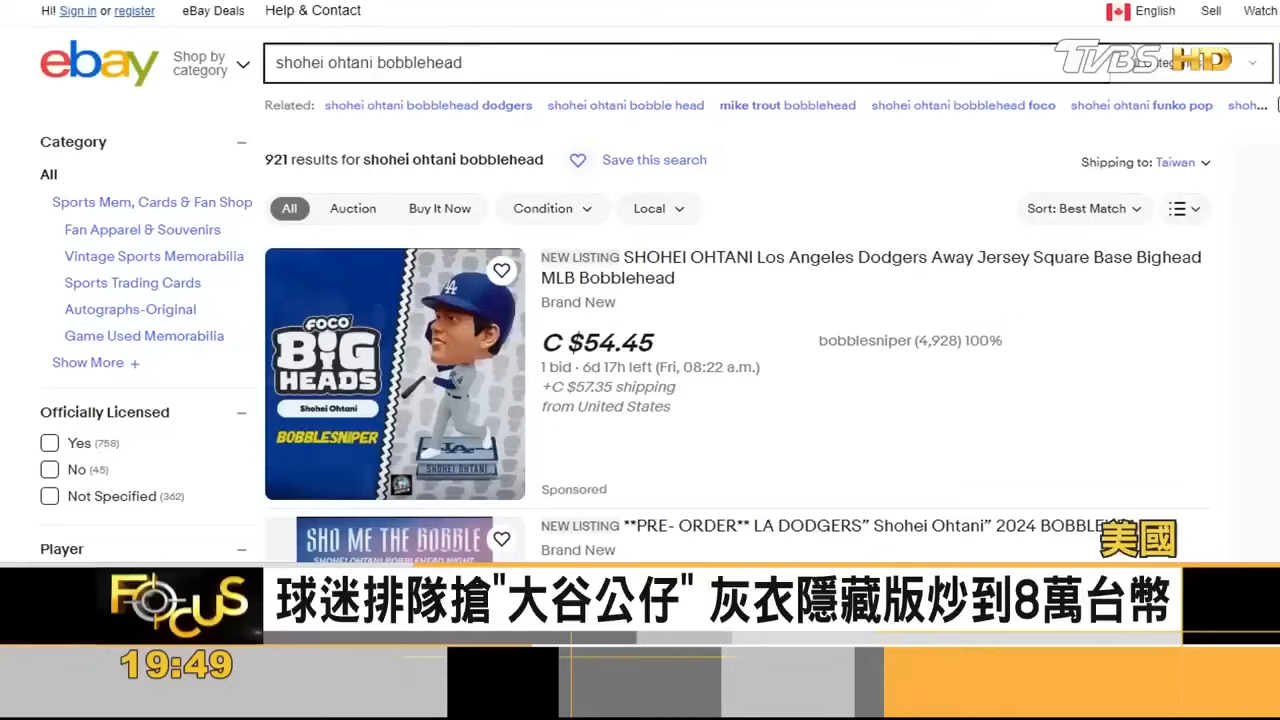 Hi! Sign in or register eBay Deals Help & Contact English Sell Watch
ebay Shop by category shohei ohtani bobblehead
TVBS HD
Related: shohei ohtani bobblehead dodgers shohei ohtani bobble head mike trout bobblehead shohei ohtani bobblehead foco shohei ohtani funko pop shoh...
Category
921 results for shohei ohtani bobblehead Save this search
Shipping to: Taiwan
All
Sports Mem, Cards & Fan Shop
Fan Apparel & Souvenirs
Vintage Sports Memorabilia
Sports Trading Cards
Autographs-Original
Game Used Memorabilia
Show More +
Officially Licensed
Yes (758)
No (45)
Not Specified (362)
Player
All Auction Buy It Now Condition Local Sort: Best Match
FOCO
BIG
HEADS
Shohei Ohtani
BOBBLESNIPER
LA
SHOHEI OHTANI
NEW LISTING SHOHEI OHTANI Los Angeles Dodgers Away Jersey Square Base Bighead
MLB Bobblehead
Brand New
C $54.45
bobblesniper (4,928) 100%
1 bid · 6d 17h left (Fri, 08:22 a.m.)
+C $57.35 shipping
from United States
Sponsored
SHO ME THE BOBBLE
SHOHEI OHTANI BOBBLEHEAD NIGHT
NEW LISTING **PRE- ORDER** LA DODGERS” Shohei Ohtani” 2024
Brand New
美國
FOCUS
球迷排隊搶"大谷公仔" 灰衣隱藏版炒到8萬台幣
19:49